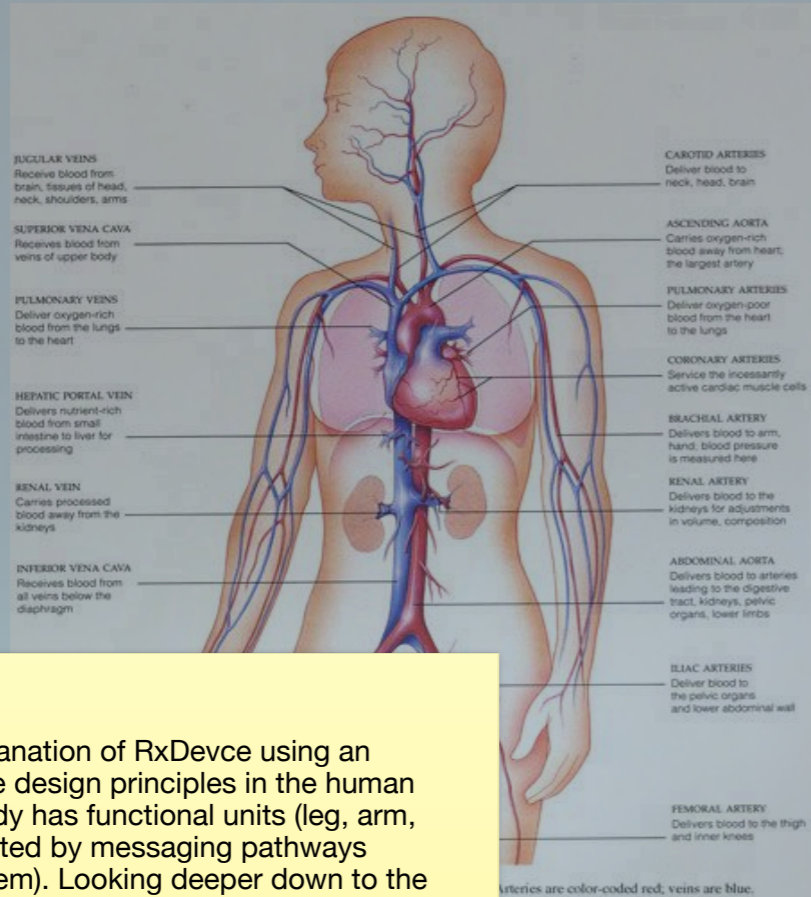 JUGULAR VEINS
Receive blood from
brain, tissues of head,
neck, shoulders, arms
SUPERIOR VENA CAVA
Receives blood from
veins of upper body
PULMONARY VEINS
Deliver oxygen-rich
blood from the lungs
to the heart
HEPATIC PORTAL VEIN
Delivers nutrient-rich
blood from small
intestine to liver for
processing
RENAL VEIN
Carries processed
blood away from the
kidneys
INFERIOR VENA CAVA
Receives blood from
all veins below the
diaphragm
CAROTID ARTERIES
Deliver blood to
neck, head, brain
ASCENDING AORTA
Carries oxygen-rich
blood away from heart;
the largest artery
PULMONARY ARTERIES
Deliver oxygen-poor
blood from the heart
to the lungs
CORONARY ARTERIES
Service the incessantly
active cardiac muscle cells
BRACHIAL ARTERY
Delivers blood to arm,
hand; blood pressure
is measured here
RENAL ARTERY
Delivers blood to the
kidneys for adjustments
in volume, composition
ABDOMINAL AORTA
Delivers blood to arteries
leading to the digestive
tract, kidneys, pelvic
organs, lower limbs
ILIAC ARTERIES
Deliver blood to
the pelvic organs
and lower abdominal wall
FEMORAL ARTERY
Delivers blood to the thigh
and inner knees
Arteries are color-coded red; veins are blue.
anation of RxDevce using an
e design principles in the human
dy has functional units (leg, arm,
ted by messaging pathways
em). Looking deeper down to the